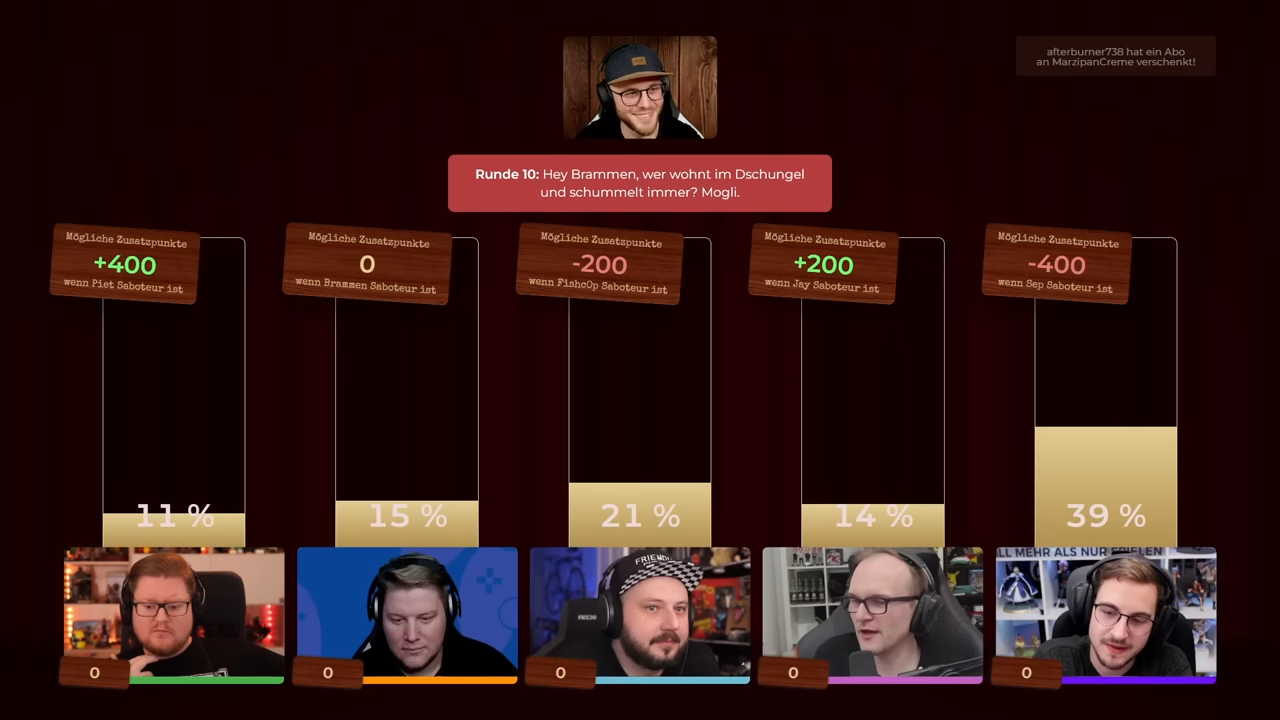 afterburner738 hat ein Abo
an MarzipanCreme verschenkt!
Runde 10: Hey Brammen, wer wohnt im Dschungel
und schummelt immer? Mogli.
Mögliche Zusatzpunkte
+400
wenn Piet Saboteur ist
Mögliche Zusatzpunkte
0
wenn Brammen Saboteur ist
Mögliche Zusatzpunkte
-200
wenn FishcOp Saboteur ist
Mögliche Zusatzpunkte
+200
wenn Jay Saboteur ist
Mögliche Zusatzpunkte
-400
wenn Sep Saboteur ist
11 %
15 %
21 %
14 %
39 %
ALL MEHR ALS NUR SPIELEN
0
0
0
0
0